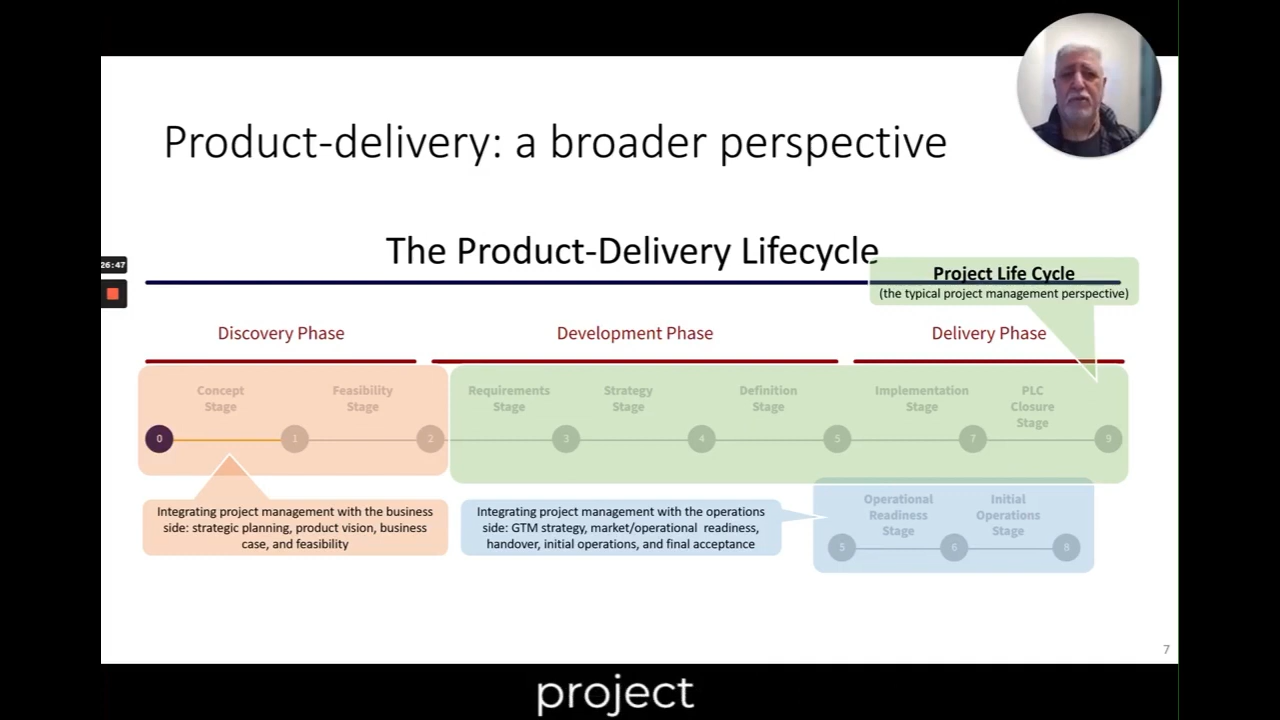 Product-delivery: a broader perspective
The Product-Delivery Lifecycle
26:47
Project Life Cycle
(the typical project management perspective)
Discovery Phase
Development Phase
Delivery Phase
Concept
Stage
Feasibility
Stage
Requirements
Stage
Strategy
Stage
Definition
Stage
Implementation
Stage
PLC
Closure
Stage
0
1
2
3
4
5
7
9
Integrating project management with the business
side: strategic planning, product vision, business
case, and feasibility
Integrating project management with the operations
side: GTM strategy, market/operational readiness,
handover, initial operations, and final acceptance
Operational
Readiness
Stage
Initial
Operations
Stage
5
6
8
7
project